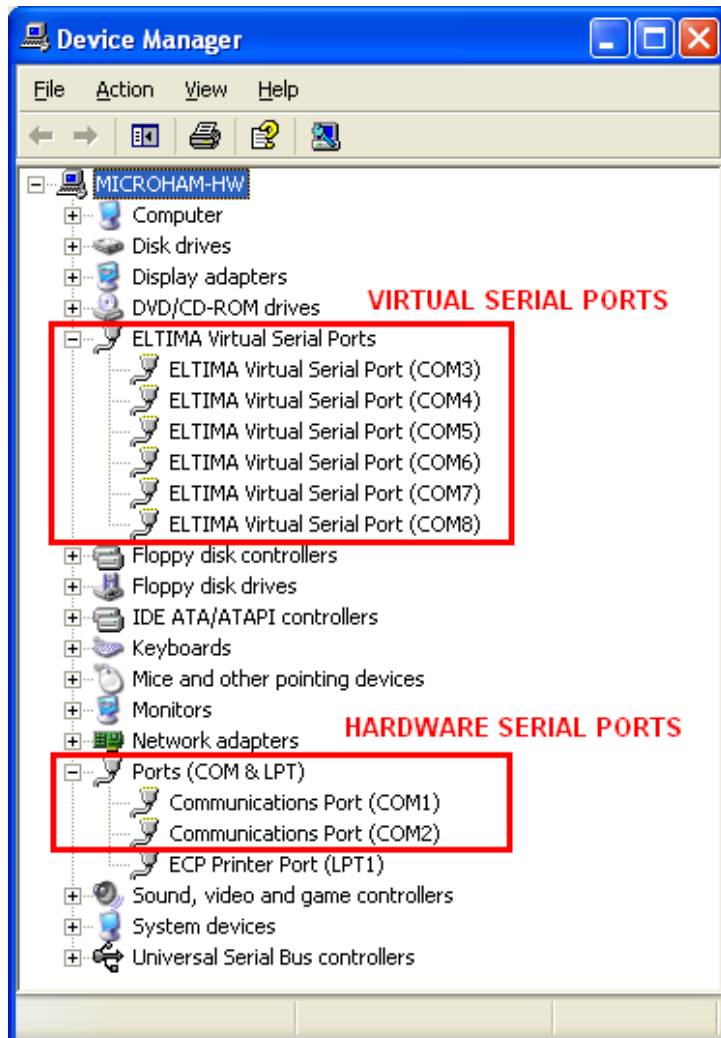 Device Manager
File Action View Help
MICROHAM-HW
Computer
Disk drives
Display adapters
DVD/CD-ROM drives
VIRTUAL SERIAL PORTS
ELTIMA Virtual Serial Ports
ELTIMA Virtual Serial Port (COM3)
ELTIMA Virtual Serial Port (COM4)
ELTIMA Virtual Serial Port (COM5)
ELTIMA Virtual Serial Port (COM6)
ELTIMA Virtual Serial Port (COM7)
ELTIMA Virtual Serial Port (COM8)
Floppy disk controllers
Floppy disk drives
IDE ATA/ATAPI controllers
Keyboards
Mice and other pointing devices
Monitors
HARDWARE SERIAL PORTS
Network adapters
Ports (COM & LPT)
Communications Port (COM1)
Communications Port (COM2)
ECP Printer Port (LPT1)
Sound, video and game controllers
System devices
Universal Serial Bus controllers